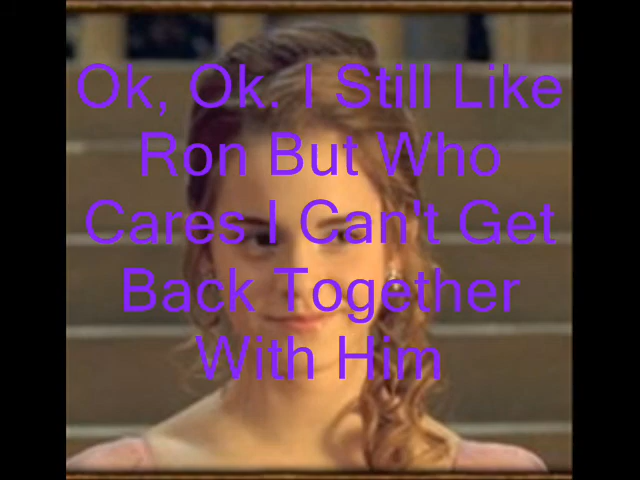 Ok, Ok. I Still Like
Ron But Who
Cares I Can't Get
Back Together
With Him